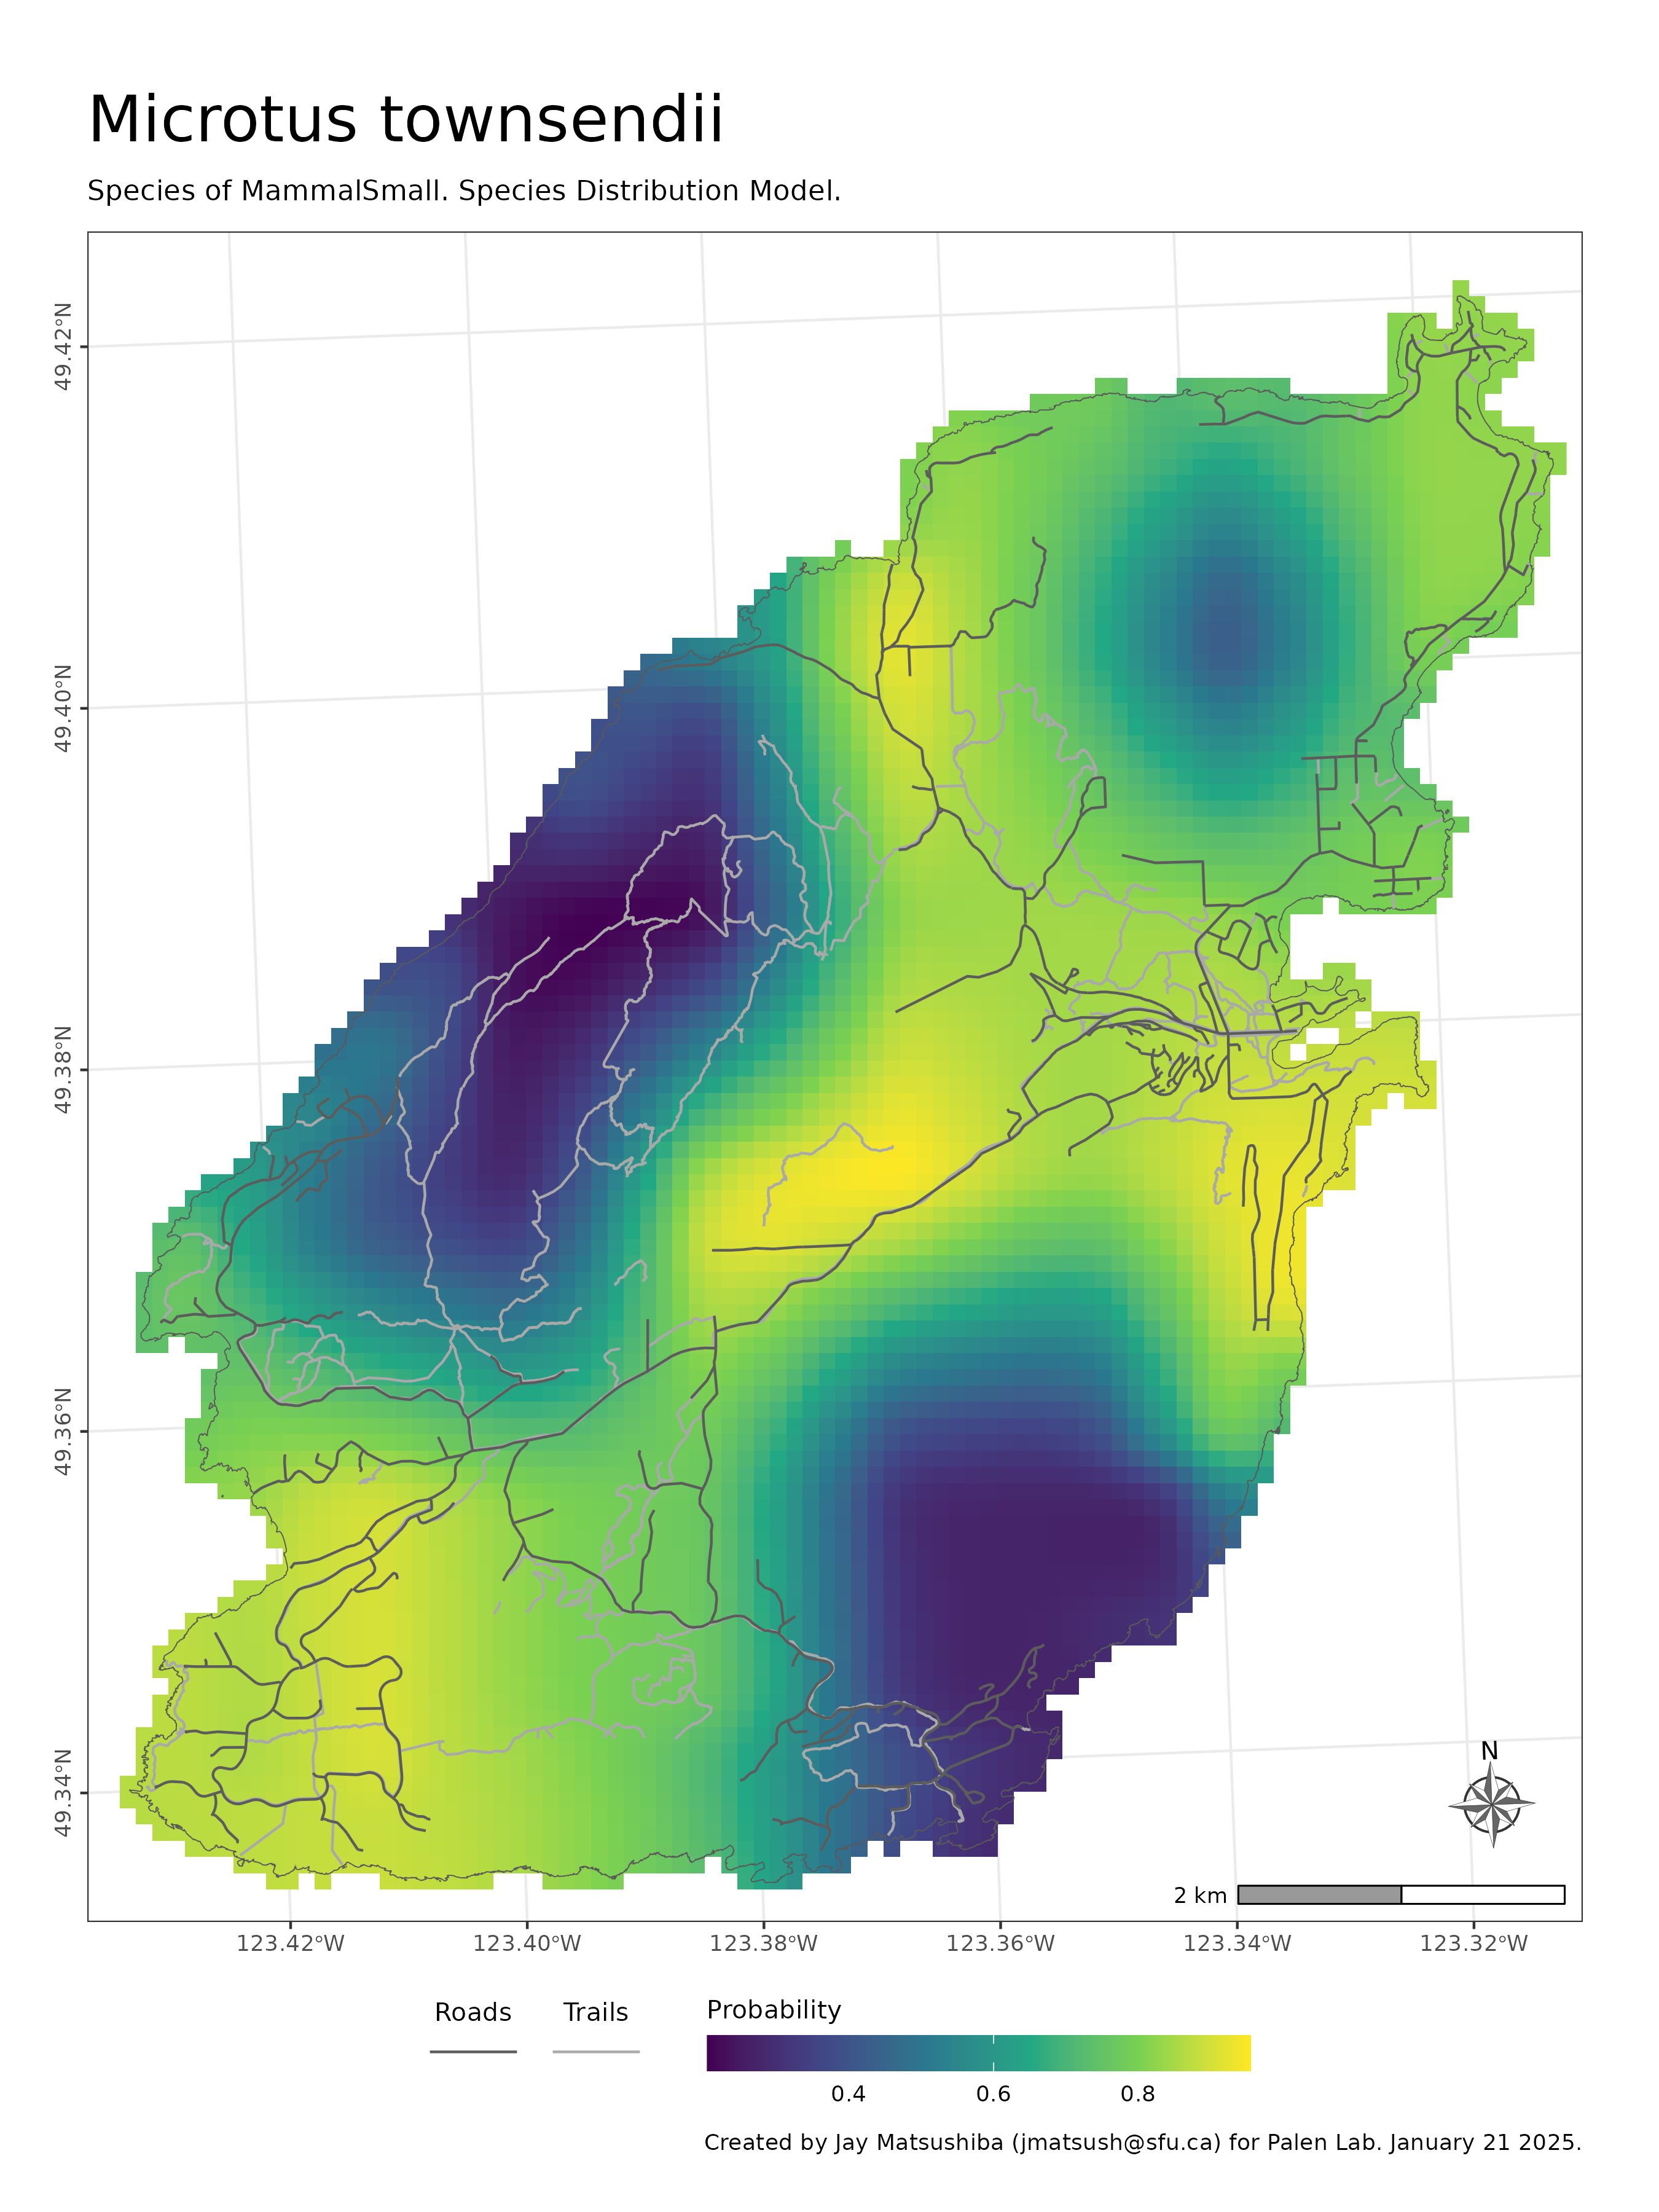 Microtus townsendii
Species of MammalSmall. Species Distribution Model.
49.42°N
49.40°N
49.38°N
49.36°N
49.34°N
N
2 km
123.42°W 123.40°W 123.38°W 123.36°W 123.34°W 123.32°W
Roads Trails Probability
0.4 0.6 0.8
Created by Jay Matsushiba (jmatsush@sfu.ca) for Palen Lab. January 21 2025.